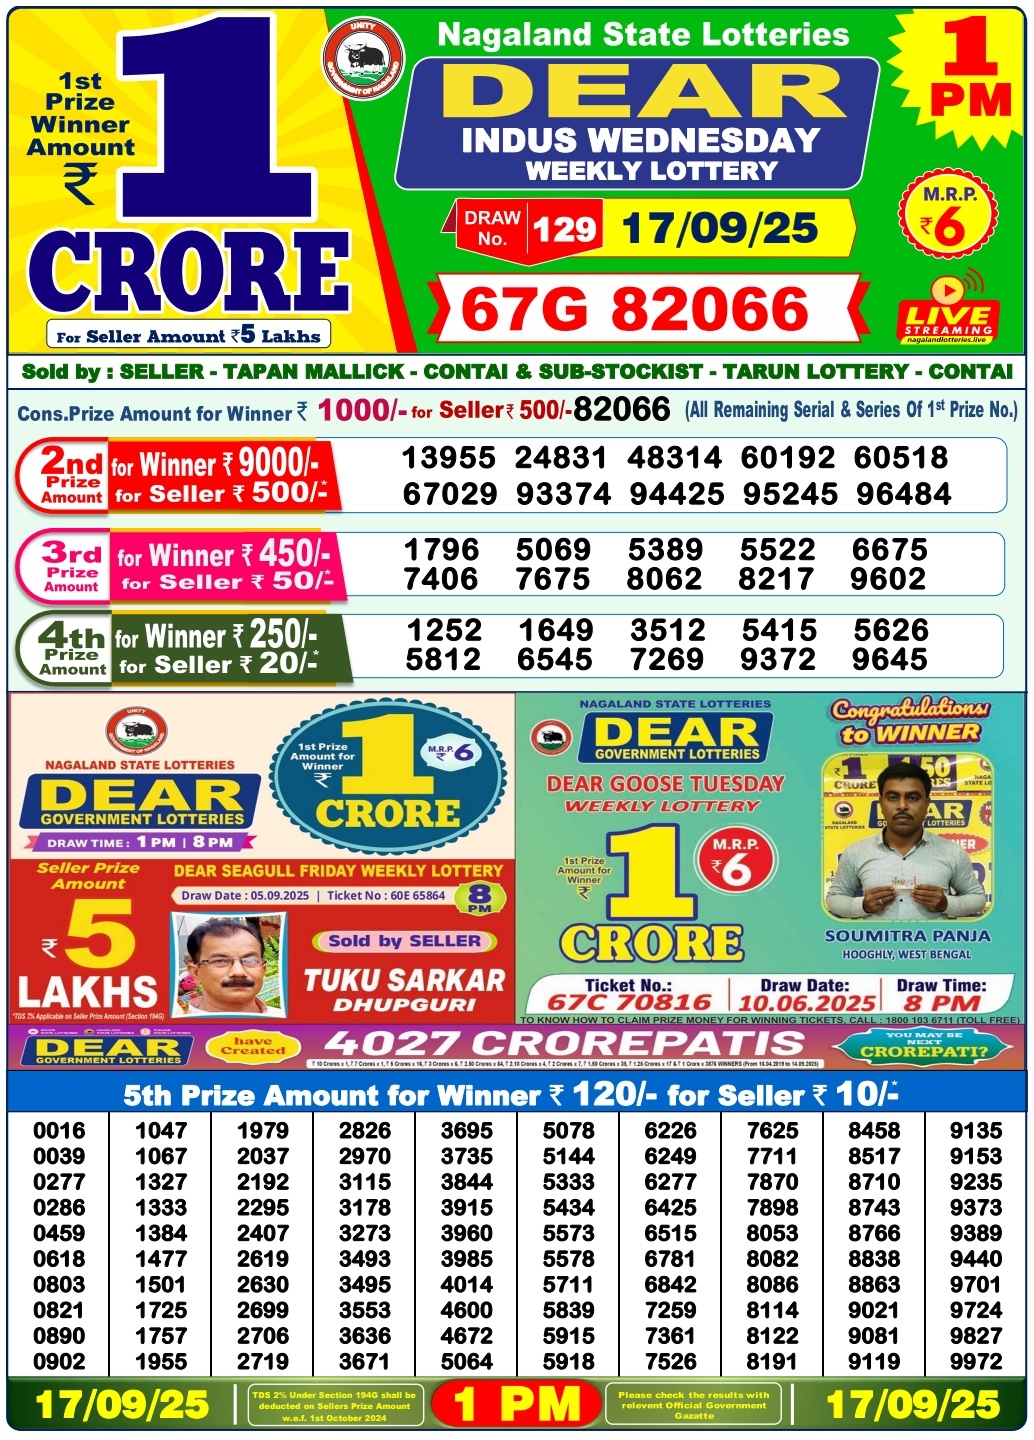 1st
Prize
Winner
Amount
₹
1
CRORE
For Seller Amount ₹5 Lakhs
UNITY
GOVERNMENT OF NAGALAND
Nagaland State Lotteries
DEAR
INDUS WEDNESDAY
WEEKLY LOTTERY
1
PM
DRAW
No.
129
17/09/25
M.R.P.
₹6
67G 82066
LIVE
STREAMING
nagalandlotteries.live
Sold by : SELLER - TAPAN MALLICK - CONTAI & SUB-STOCKIST - TARUN LOTTERY - CONTAI
Cons.Prize Amount for Winner ₹ 1000/- for Seller ₹ 500/- 82066 (All Remaining Serial & Series Of 1st Prize No.)
2nd
Prize
Amount
for Winner ₹ 9000/-
for Seller ₹ 500/-*
13955 24831 48314 60192 60518
67029 93374 94425 95245 96484
3rd
Prize
Amount
for Winner ₹ 450/-
for Seller ₹ 50/-*
1796 5069 5389 5522 6675
7406 7675 8062 8217 9602
4th
Prize
Amount
for Winner ₹ 250/-
for Seller ₹ 20/-*
1252 1649 3512 5415 5626
5812 6545 7269 9372 9645
UNITY
GOVERNMENT OF NAGALAND
NAGALAND STATE LOTTERIES
DEAR
GOVERNMENT LOTTERIES
DRAW TIME : 1 PM | 8 PM
1st Prize
Amount for
Winner
₹
1
CRORE
M.R.P.
₹6
Seller Prize
Amount
₹5
LAKHS
*TDS 2% Applicable on Seller Prize Amount (Section 194G)
DEAR SEAGULL FRIDAY WEEKLY LOTTERY
Draw Date : 05.09.2025 | Ticket No : 60E 65864
8
PM
Sold by SELLER
TUKU SARKAR
DHUPGURI
NAGALAND STATE LOTTERIES
DEAR
GOVERNMENT LOTTERIES
DEAR GOOSE TUESDAY
WEEKLY LOTTERY
1st Prize
Amount for
Winner
₹
1
CRORE
M.R.P.
₹6
Congratulations
to WINNER
SOUMITRA PANJA
HOOGHLY, WEST BENGAL
Ticket No.: Draw Date: Draw Time:
67C 70816 10.06.2025 8 PM
TO KNOW HOW TO CLAIM PRIZE MONEY FOR WINNING TICKETS, CALL : 1800 103 6711 (TOLL FREE)
DEAR
GOVERNMENT LOTTERIES
have
Created
4027 CROREPATIS
YOU MAY BE
NEXT
CROREPATI?
5th Prize Amount for Winner ₹ 120/- for Seller ₹ 10/-*
0016 1047 1979 2826 3695 5078 6226 7625 8458 9135
0039 1067 2037 2970 3735 5144 6249 7711 8517 9153
0277 1327 2192 3115 3844 5333 6277 7870 8710 9235
0286 1333 2295 3178 3915 5434 6425 7898 8743 9373
0459 1384 2407 3273 3960 5573 6515 8053 8766 9389
0618 1477 2619 3493 3985 5578 6781 8082 8838 9440
0803 1501 2630 3495 4014 5711 6842 8086 8863 9701
0821 1725 2699 3553 4600 5839 7259 8114 9021 9724
0890 1757 2706 3636 4672 5915 7361 8122 9081 9827
0902 1955 2719 3671 5064 5918 7526 8191 9119 9972
17/09/25
TDS 2% Under Section 194G shall be
deducted on Sellers Prize Amount
w.e.f. 1st October 2024
1 PM
Please check the results with
relevent Official Government
Gazatte
17/09/25